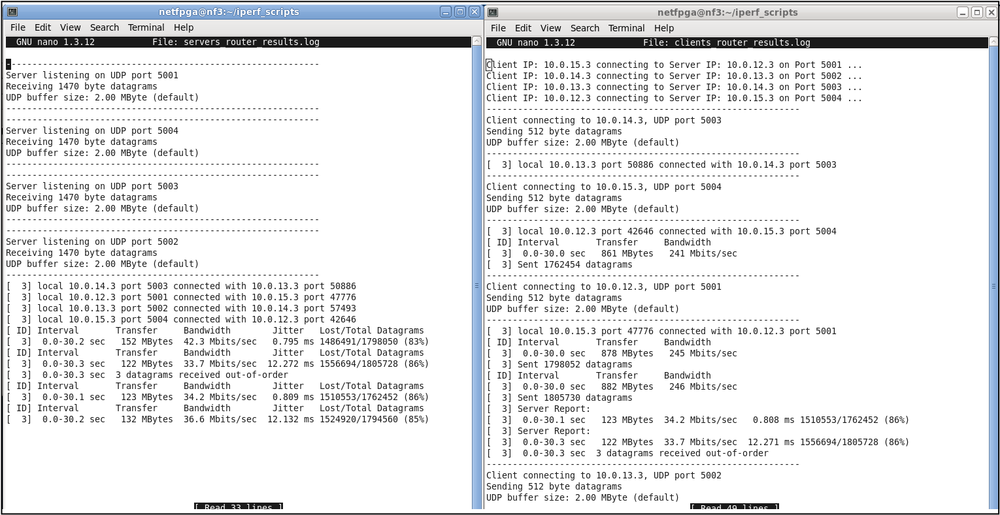 netfpga@nf3:~/iperf_scripts
File Edit View Search Terminal Help
GNU nano 1.3.12 File: servers_router_results.log
------------------------------------------------------------
Server listening on UDP port 5001
Receiving 1470 byte datagrams
UDP buffer size: 2.00 MByte (default)
------------------------------------------------------------
------------------------------------------------------------
Server listening on UDP port 5004
Receiving 1470 byte datagrams
UDP buffer size: 2.00 MByte (default)
------------------------------------------------------------
------------------------------------------------------------
Server listening on UDP port 5003
Receiving 1470 byte datagrams
UDP buffer size: 2.00 MByte (default)
------------------------------------------------------------
------------------------------------------------------------
Server listening on UDP port 5002
Receiving 1470 byte datagrams
UDP buffer size: 2.00 MByte (default)
------------------------------------------------------------
[  3] local 10.0.14.3 port 5003 connected with 10.0.13.3 port 50886
[  3] local 10.0.12.3 port 5001 connected with 10.0.15.3 port 47776
[  3] local 10.0.13.3 port 5002 connected with 10.0.14.3 port 57493
[  3] local 10.0.15.3 port 5004 connected with 10.0.12.3 port 42646
[ ID] Interval       Transfer     Bandwidth        Jitter   Lost/Total Datagrams
[  3]  0.0-30.2 sec   152 MBytes  42.3 Mbits/sec   0.795 ms 1486491/1798050 (83%)
[ ID] Interval       Transfer     Bandwidth        Jitter   Lost/Total Datagrams
[  3]  0.0-30.3 sec   122 MBytes  33.7 Mbits/sec  12.272 ms 1556694/1805728 (86%)
[  3]  0.0-30.3 sec  3 datagrams received out-of-order
[ ID] Interval       Transfer     Bandwidth        Jitter   Lost/Total Datagrams
[  3]  0.0-30.1 sec   123 MBytes  34.2 Mbits/sec   0.809 ms 1510553/1762452 (86%)
[ ID] Interval       Transfer     Bandwidth        Jitter   Lost/Total Datagrams
[  3]  0.0-30.2 sec   132 MBytes  36.6 Mbits/sec  12.132 ms 1524920/1794560 (85%)
[ Read 33 lines ]
netfpga@nf3:~/iperf_scripts
File Edit View Search Terminal Help
GNU nano 1.3.12 File: clients_router_results.log
Client IP: 10.0.15.3 connecting to Server IP: 10.0.12.3 on Port 5001 ...
Client IP: 10.0.14.3 connecting to Server IP: 10.0.13.3 on Port 5002 ...
Client IP: 10.0.13.3 connecting to Server IP: 10.0.14.3 on Port 5003 ...
Client IP: 10.0.12.3 connecting to Server IP: 10.0.15.3 on Port 5004 ...
------------------------------------------------------------
Client connecting to 10.0.14.3, UDP port 5003
Sending 512 byte datagrams
UDP buffer size: 2.00 MByte (default)
------------------------------------------------------------
[  3] local 10.0.13.3 port 50886 connected with 10.0.14.3 port 5003
------------------------------------------------------------
Client connecting to 10.0.15.3, UDP port 5004
Sending 512 byte datagrams
UDP buffer size: 2.00 MByte (default)
------------------------------------------------------------
[  3] local 10.0.12.3 port 42646 connected with 10.0.15.3 port 5004
[ ID] Interval       Transfer     Bandwidth
[  3]  0.0-30.0 sec   861 MBytes   241 Mbits/sec
[  3] Sent 1762454 datagrams
------------------------------------------------------------
Client connecting to 10.0.12.3, UDP port 5001
Sending 512 byte datagrams
UDP buffer size: 2.00 MByte (default)
------------------------------------------------------------
[  3] local 10.0.15.3 port 47776 connected with 10.0.12.3 port 5001
[ ID] Interval       Transfer     Bandwidth
[  3]  0.0-30.0 sec   878 MBytes   245 Mbits/sec
[  3] Sent 1798052 datagrams
[ ID] Interval       Transfer     Bandwidth
[  3]  0.0-30.0 sec   882 MBytes   246 Mbits/sec
[  3] Sent 1805730 datagrams
[  3] Server Report:
[  3]  0.0-30.1 sec   123 MBytes  34.2 Mbits/sec   0.808 ms 1510553/1762452 (86%)
[  3] Server Report:
[  3]  0.0-30.3 sec   122 MBytes  33.7 Mbits/sec  12.271 ms 1556694/1805728 (86%)
[  3]  0.0-30.3 sec  3 datagrams received out-of-order
------------------------------------------------------------
Client connecting to 10.0.13.3, UDP port 5002
Sending 512 byte datagrams
UDP buffer size: 2.00 MByte (default)
[ Read 49 lines ]